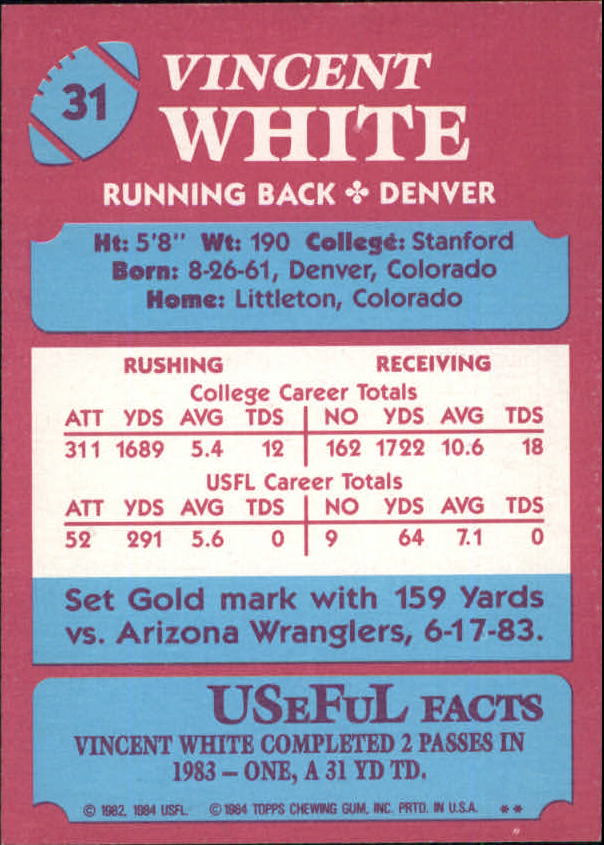 31
VINCENT
WHITE
RUNNING BACK ✤ DENVER
Ht: 5'8" Wt: 190 College: Stanford
Born: 8-26-61, Denver, Colorado
Home: Littleton, Colorado
RUSHING RECEIVING
College Career Totals
ATT YDS AVG TDS NO YDS AVG TDS
311 1689 5.4 12 162 1722 10.6 18
USFL Career Totals
ATT YDS AVG TDS NO YDS AVG TDS
52 291 5.6 0 9 64 7.1 0
Set Gold mark with 159 Yards
vs. Arizona Wranglers, 6-17-83.
USeFuL FACTS
VINCENT WHITE COMPLETED 2 PASSES IN
1983 – ONE, A 31 YD TD.
© 1982, 1984 USFL © 1984 TOPPS CHEWING GUM, INC. PRTD. IN U.S.A. **